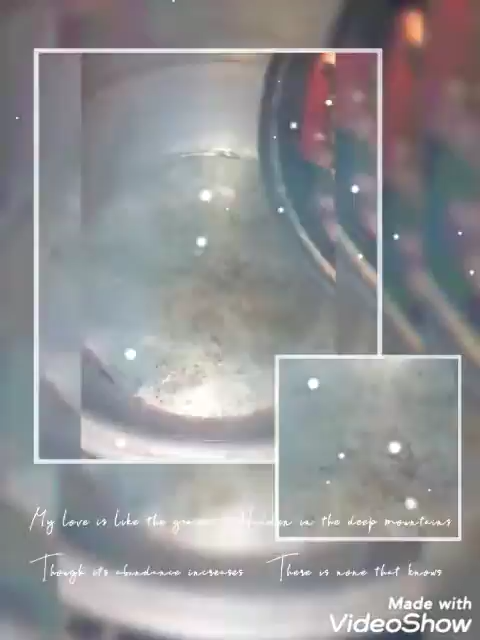 My love is like the in the deep mountains
Though its abundance increases There is none that knows
Made with
VideoShow